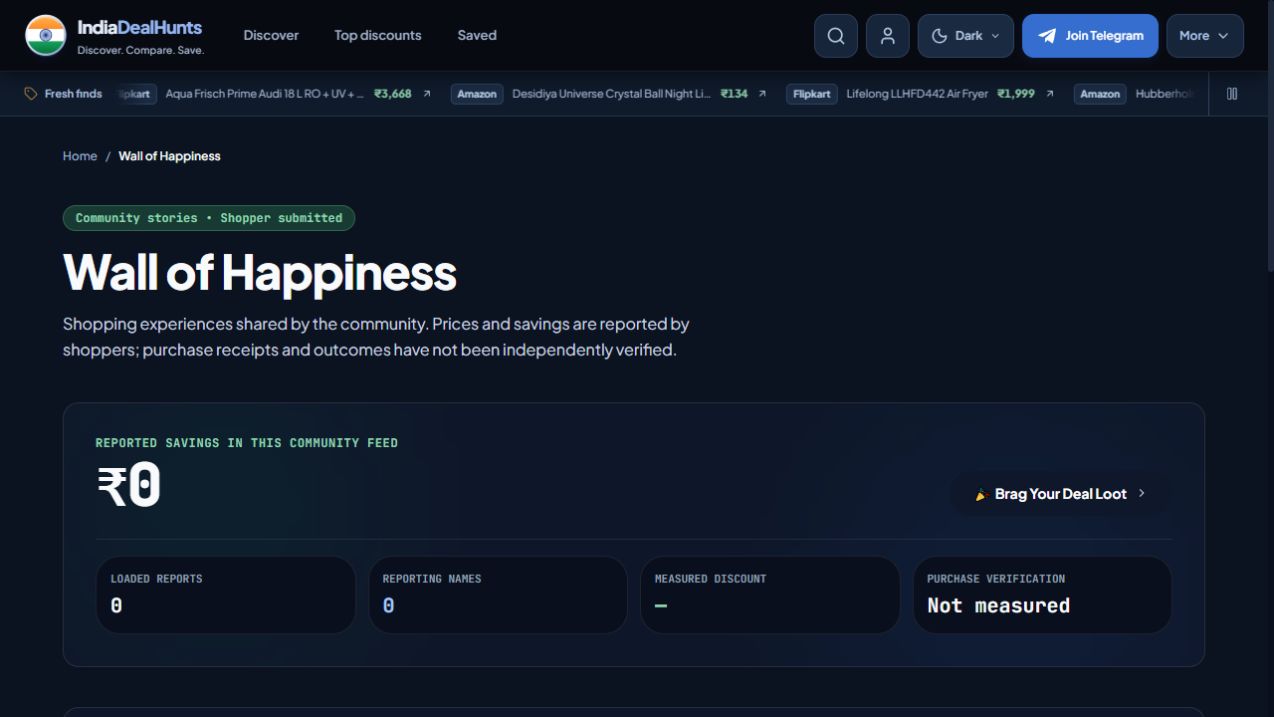 IndiaDealHunts
Discover. Compare. Save.
Discover
Top discounts
Saved
Dark
Join Telegram
More
Fresh finds
lipkart
Aqua Frisch Prime Audi 18 L RO + UV + ...
₹3,668
Amazon
Desidiya Universe Crystal Ball Night Li...
₹134
Flipkart
Lifelong LLHFD442 Air Fryer
₹1,999
Amazon
Home / Wall of Happiness
Community stories • Shopper submitted
Wall of Happiness
Shopping experiences shared by the community. Prices and savings are reported by
shoppers; purchase receipts and outcomes have not been independently verified.
REPORTED SAVINGS IN THIS COMMUNITY FEED
₹0
Brag Your Deal Loot
LOADED REPORTS
0
REPORTING NAMES
0
MEASURED DISCOUNT
—
PURCHASE VERIFICATION
Not measured